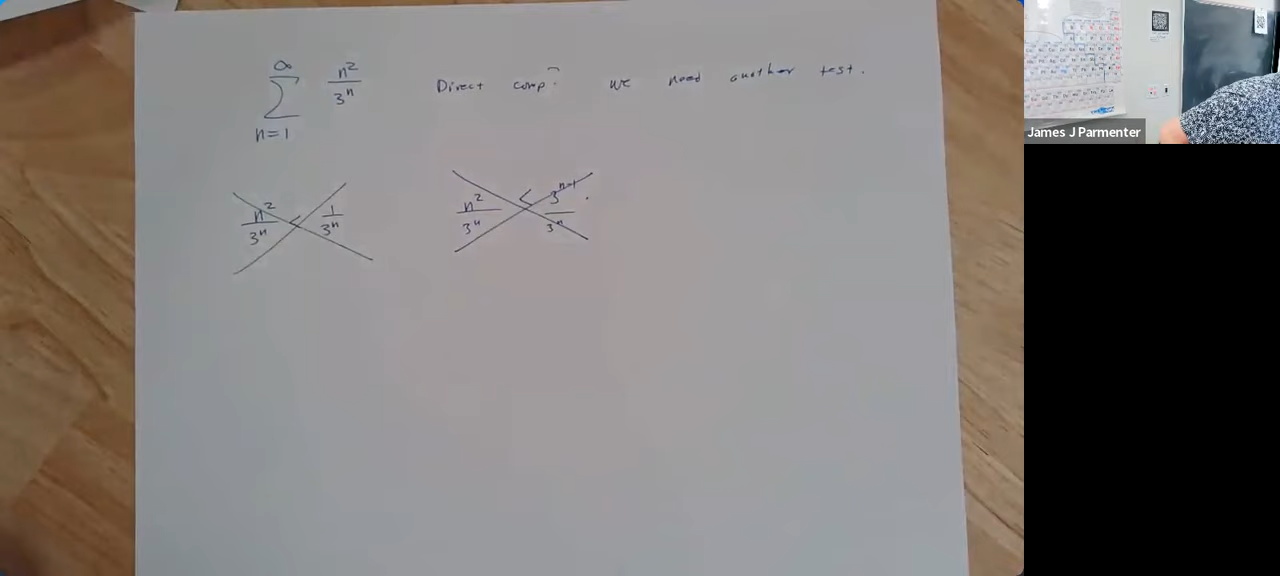 ∞
∑ n²/3ⁿ Direct comp? we need another test.
n=1
n²/3ⁿ < 1/3ⁿ n²/3ⁿ < 3ⁿ⁺¹/3ⁿ .
James J Parmenter